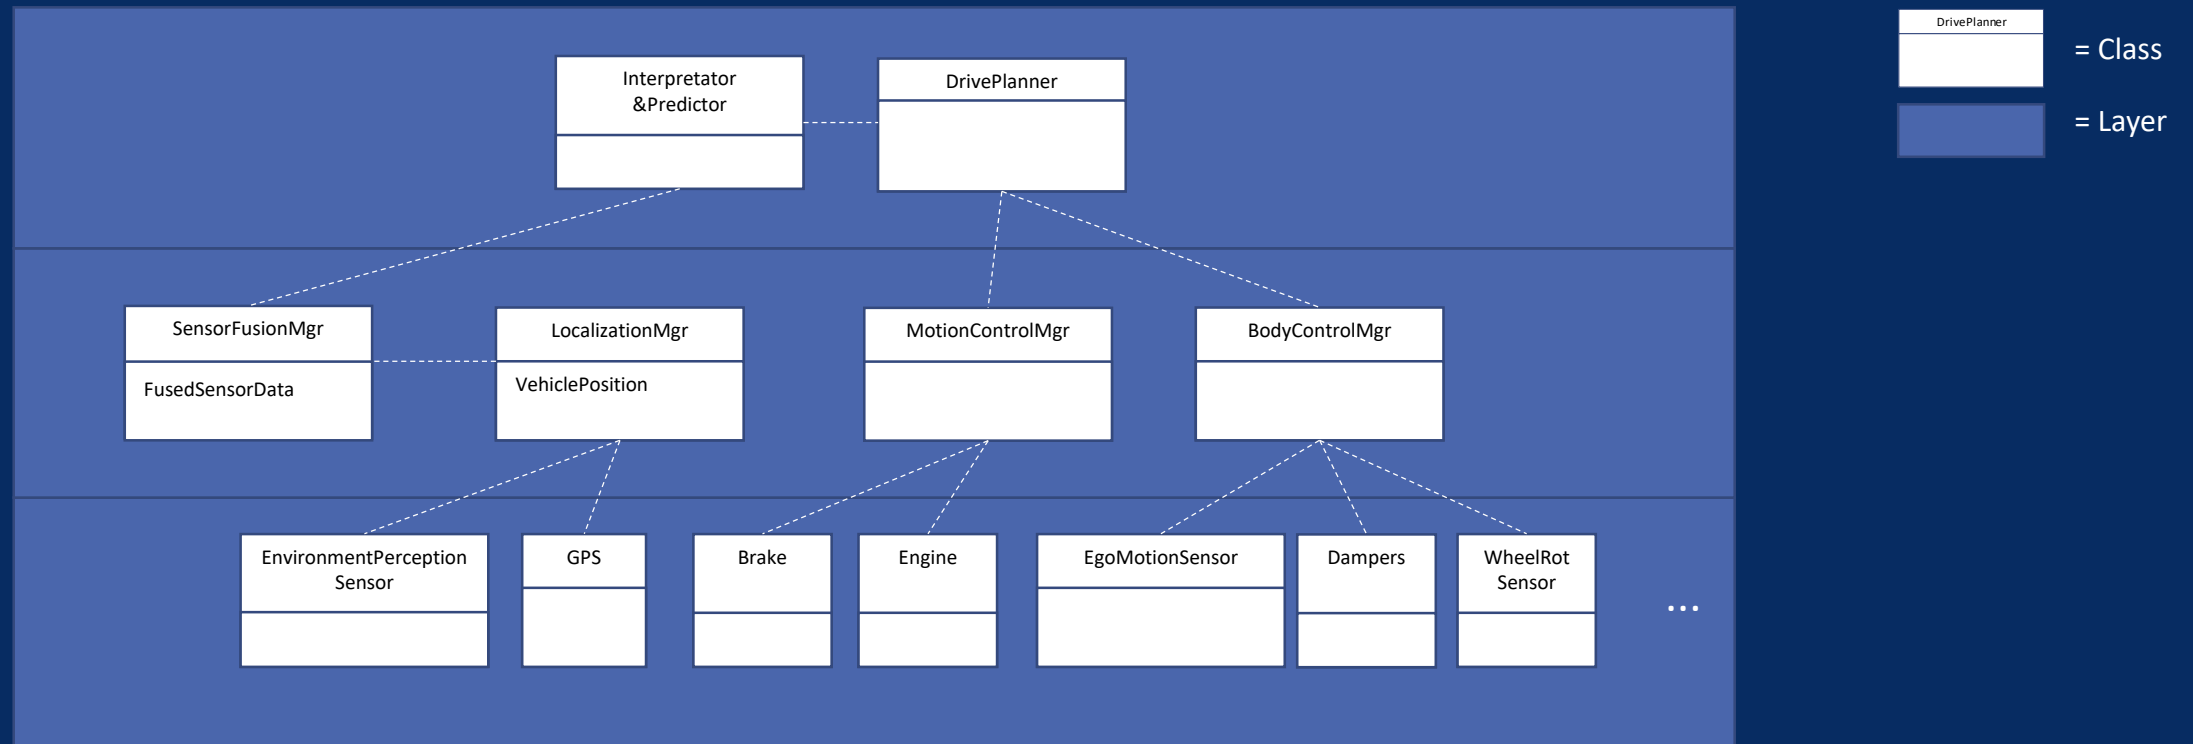 Interpretator
&Predictor
DrivePlanner
SensorFusionMgr
FusedSensorData
LocalizationMgr
VehiclePosition
MotionControlMgr
BodyControlMgr
EnvironmentPerception
Sensor
GPS
Brake
Engine
EgoMotionSensor
Dampers
WheelRot
Sensor
...
DrivePlanner
= Class
= Layer